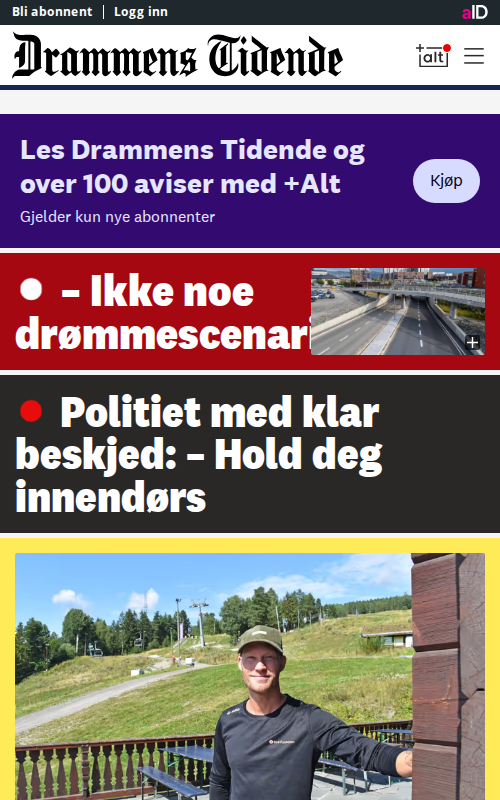 Bli abonnent
Logg inn
aID
Drammens Tidende
+alt
Les Drammens Tidende og
over 100 aviser med +Alt
Gjelder kun nye abonnenter
Kjøp
– Ikke noe
drømmescenari
Politiet med klar
beskjed: – Hold deg
innendørs